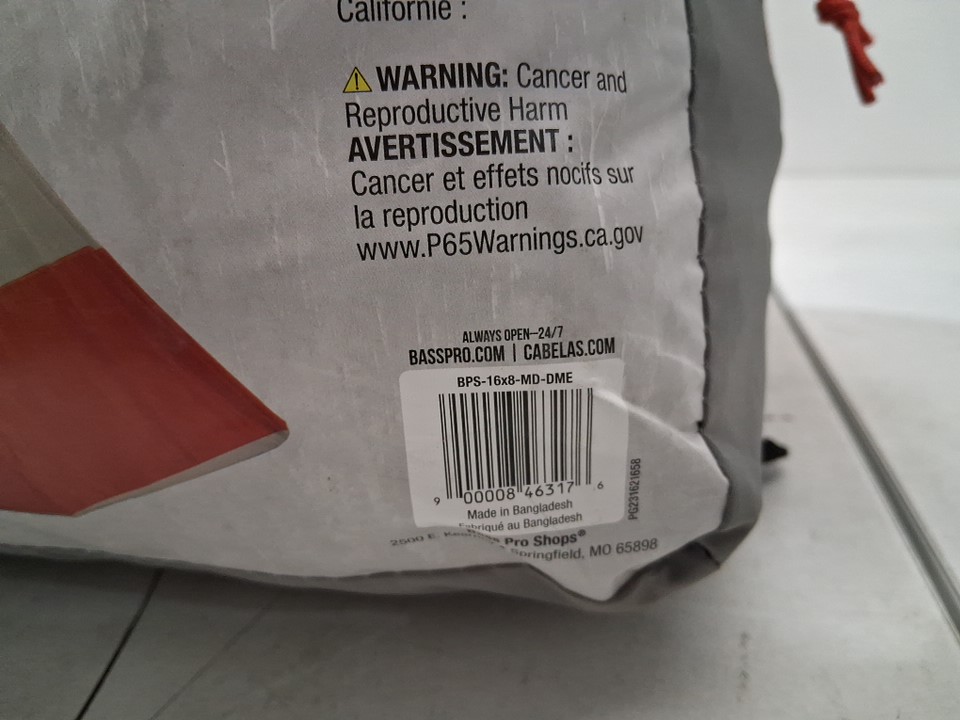 Californie :
⚠ WARNING: Cancer and
Reproductive Harm
AVERTISSEMENT :
Cancer et effets nocifs sur
la reproduction
www.P65Warnings.ca.gov
ALWAYS OPEN–24/7
BASSPRO.COM | CABELAS.COM
BPS-16x8-MD-DME
9 00008 46317 6
Made in Bangladesh
Fabriqué au Bangladesh
PG231621658
Pro Shops®
2500 E. Springfield, MO 65898